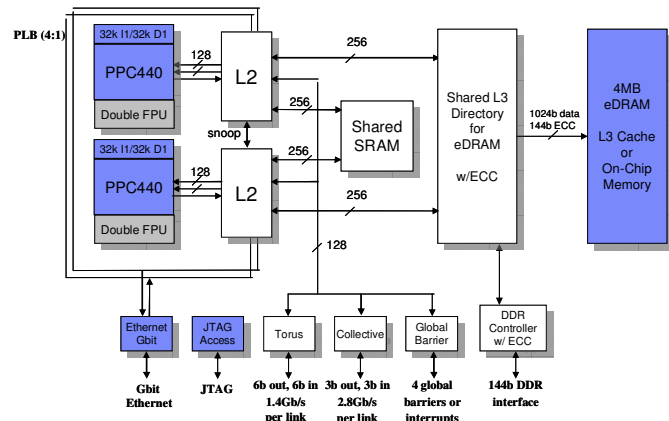 PLB (4:1)
32k I1/32k D1
PPC440
Double FPU
128
L2
256
256
Shared
SRAM
snoop
32k I1/32k D1
PPC440
Double FPU
128
L2
256
256
128
Shared L3
Directory
for
eDRAM
w/ECC
1024b data
144b ECC
4MB
eDRAM
L3 Cache
or
On-Chip
Memory
Ethernet
Gbit
JTAG
Access
Torus
Collective
Global
Barrier
DDR
Controller
w/ ECC
Gbit
Ethernet
JTAG
6b out, 6b in
1.4Gb/s
per link
3b out, 3b in
2.8Gb/s
per link
4 global
barriers or
interrupts
144b DDR
interface